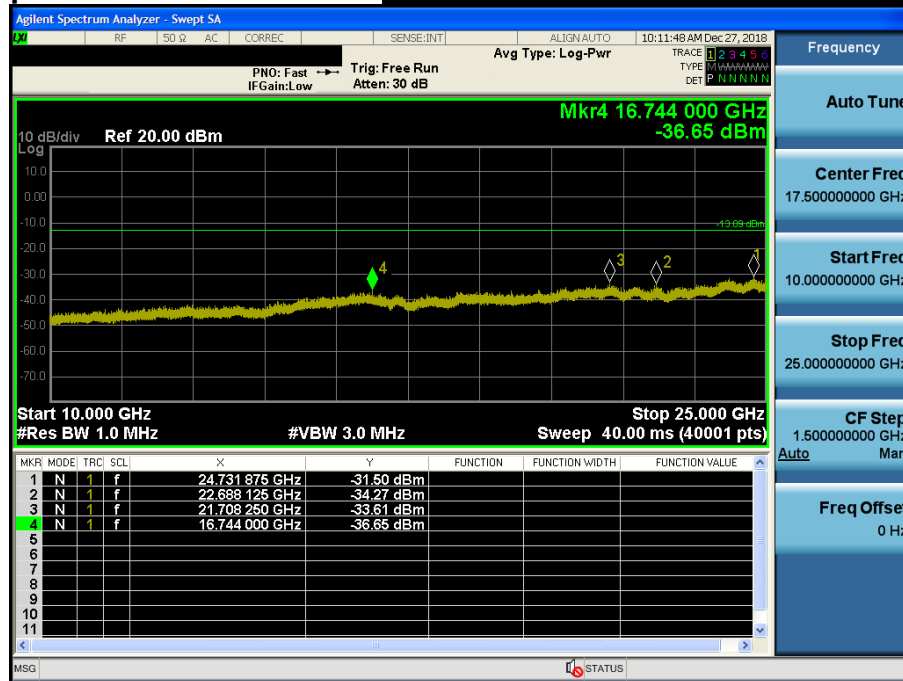 Agilent Spectrum Analyzer - Swept SA
LXI RF 50 Ω AC CORREC SENSE:INT ALIGN AUTO 10:11:48 AM Dec 27, 2018
PNO: Fast
IFGain:Low
Trig: Free Run
Atten: 30 dB
Avg Type: Log-Pwr
TRACE 1 2 3 4 5 6
TYPE M W W W W W
DET P N N N N N
Mkr4 16.744 000 GHz
-36.65 dBm
10 dB/div Ref 20.00 dBm
Log
10.0
0.00
-10.0
-20.0
-30.0
-40.0
-50.0
-60.0
-70.0
-13.09 dBm
4
3
2
1
Start 10.000 GHz Stop 25.000 GHz
#Res BW 1.0 MHz #VBW 3.0 MHz Sweep 40.00 ms (40001 pts)
MKR MODE TRC SCL X Y FUNCTION FUNCTION WIDTH FUNCTION VALUE
1 N 1 f 24.731 875 GHz -31.50 dBm
2 N 1 f 22.688 125 GHz -34.27 dBm
3 N 1 f 21.708 250 GHz -33.61 dBm
4 N 1 f 16.744 000 GHz -36.65 dBm
5
6
7
8
9
10
11
MSG STATUS
Frequency
Auto Tune
Center Freq
17.500000000 GHz
Start Freq
10.000000000 GHz
Stop Freq
25.000000000 GHz
CF Step
1.500000000 GHz
Auto Man
Freq Offset
0 Hz